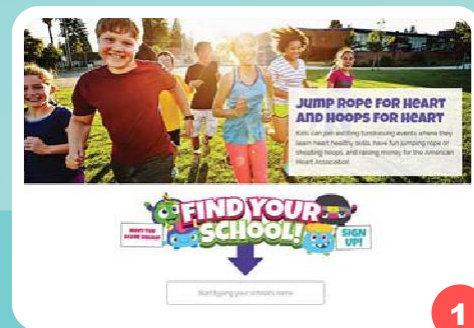 JUMP ROPE FOR HEART
AND HOOPS FOR HEART
Kids can join exciting fundraising events where they
learn heart healthy skills, have fun jumping rope or
shooting hoops, and raising money for the American
Heart Association!
FIND YOUR
SCHOOL!
MEET THE
SIGN
UP!
Start typing your school's name
1